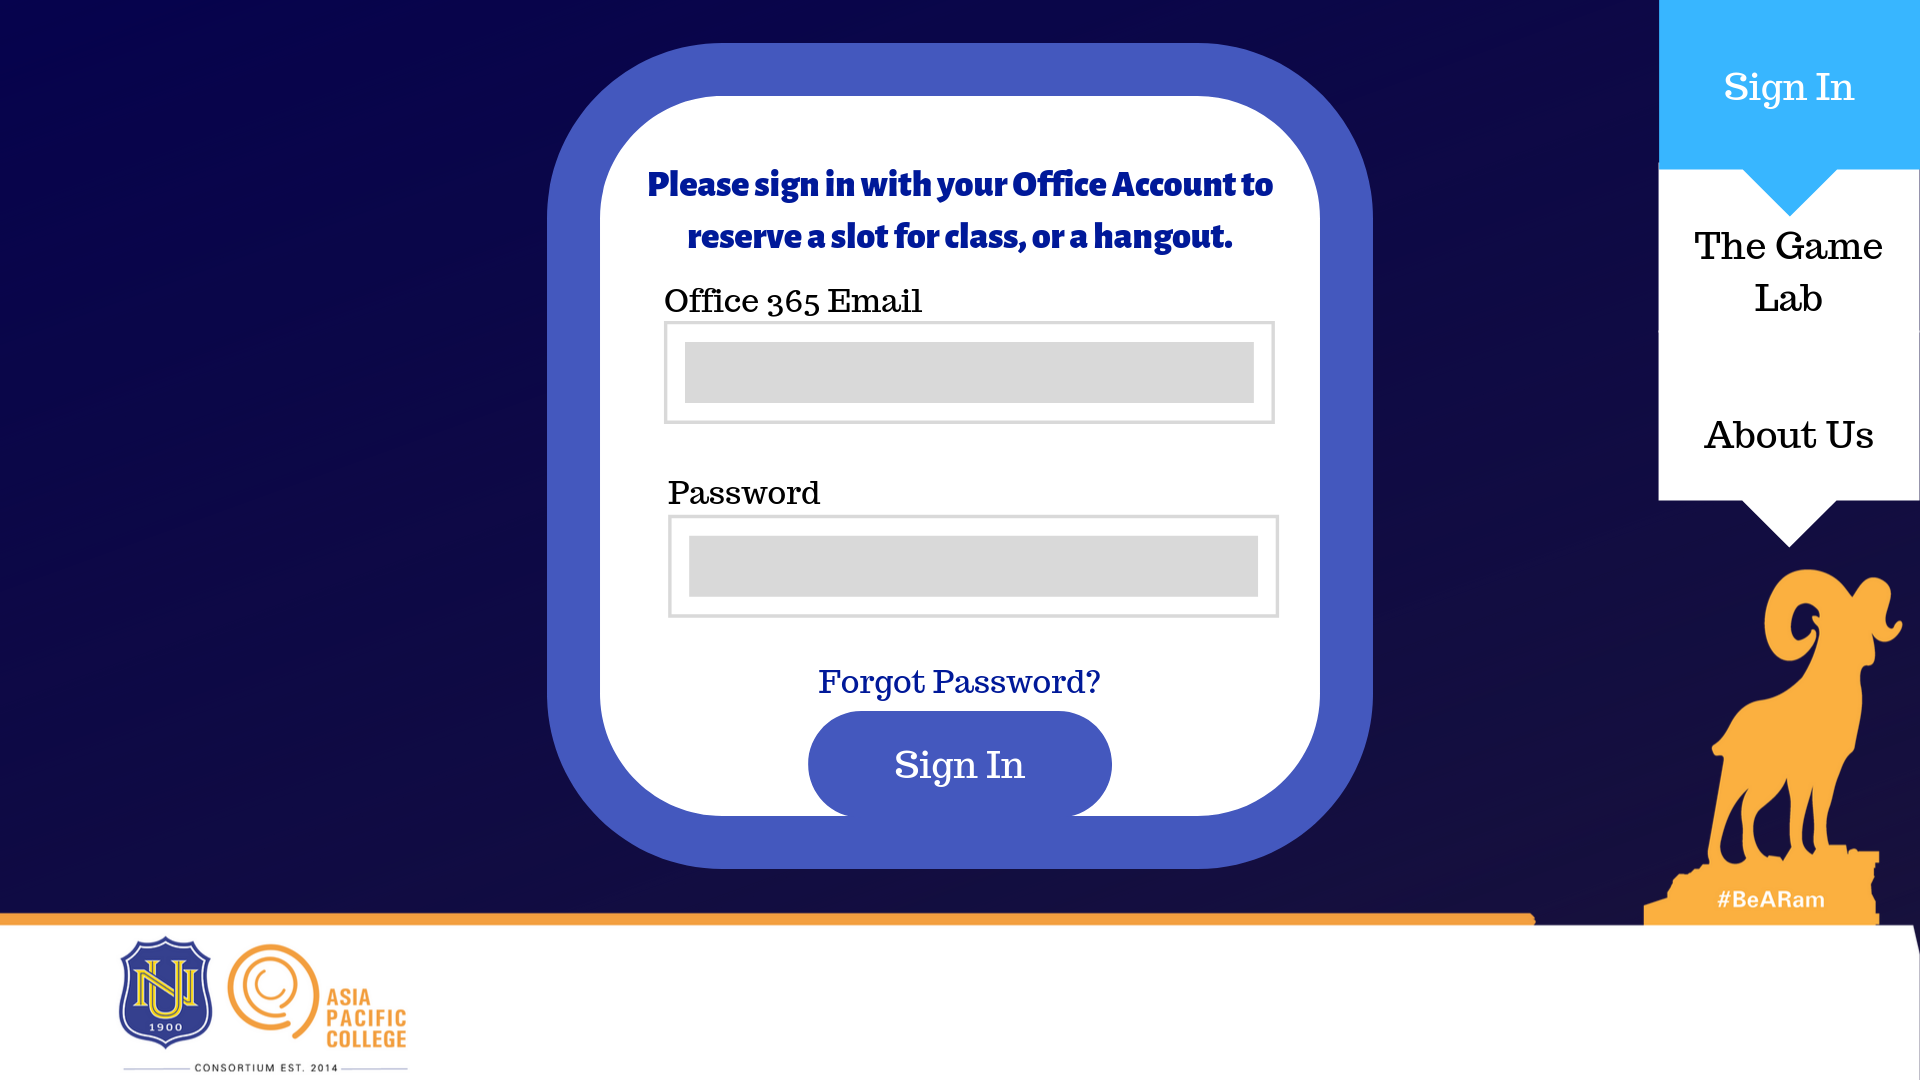 Sign In
The Game
Lab
About Us
Please sign in with your Office Account to
reserve a slot for class, or a hangout.
Office 365 Email
Password
Forgot Password?
Sign In
#BeARam
NU
1900
ASIA
PACIFIC
COLLEGE
CONSORTIUM EST. 2014